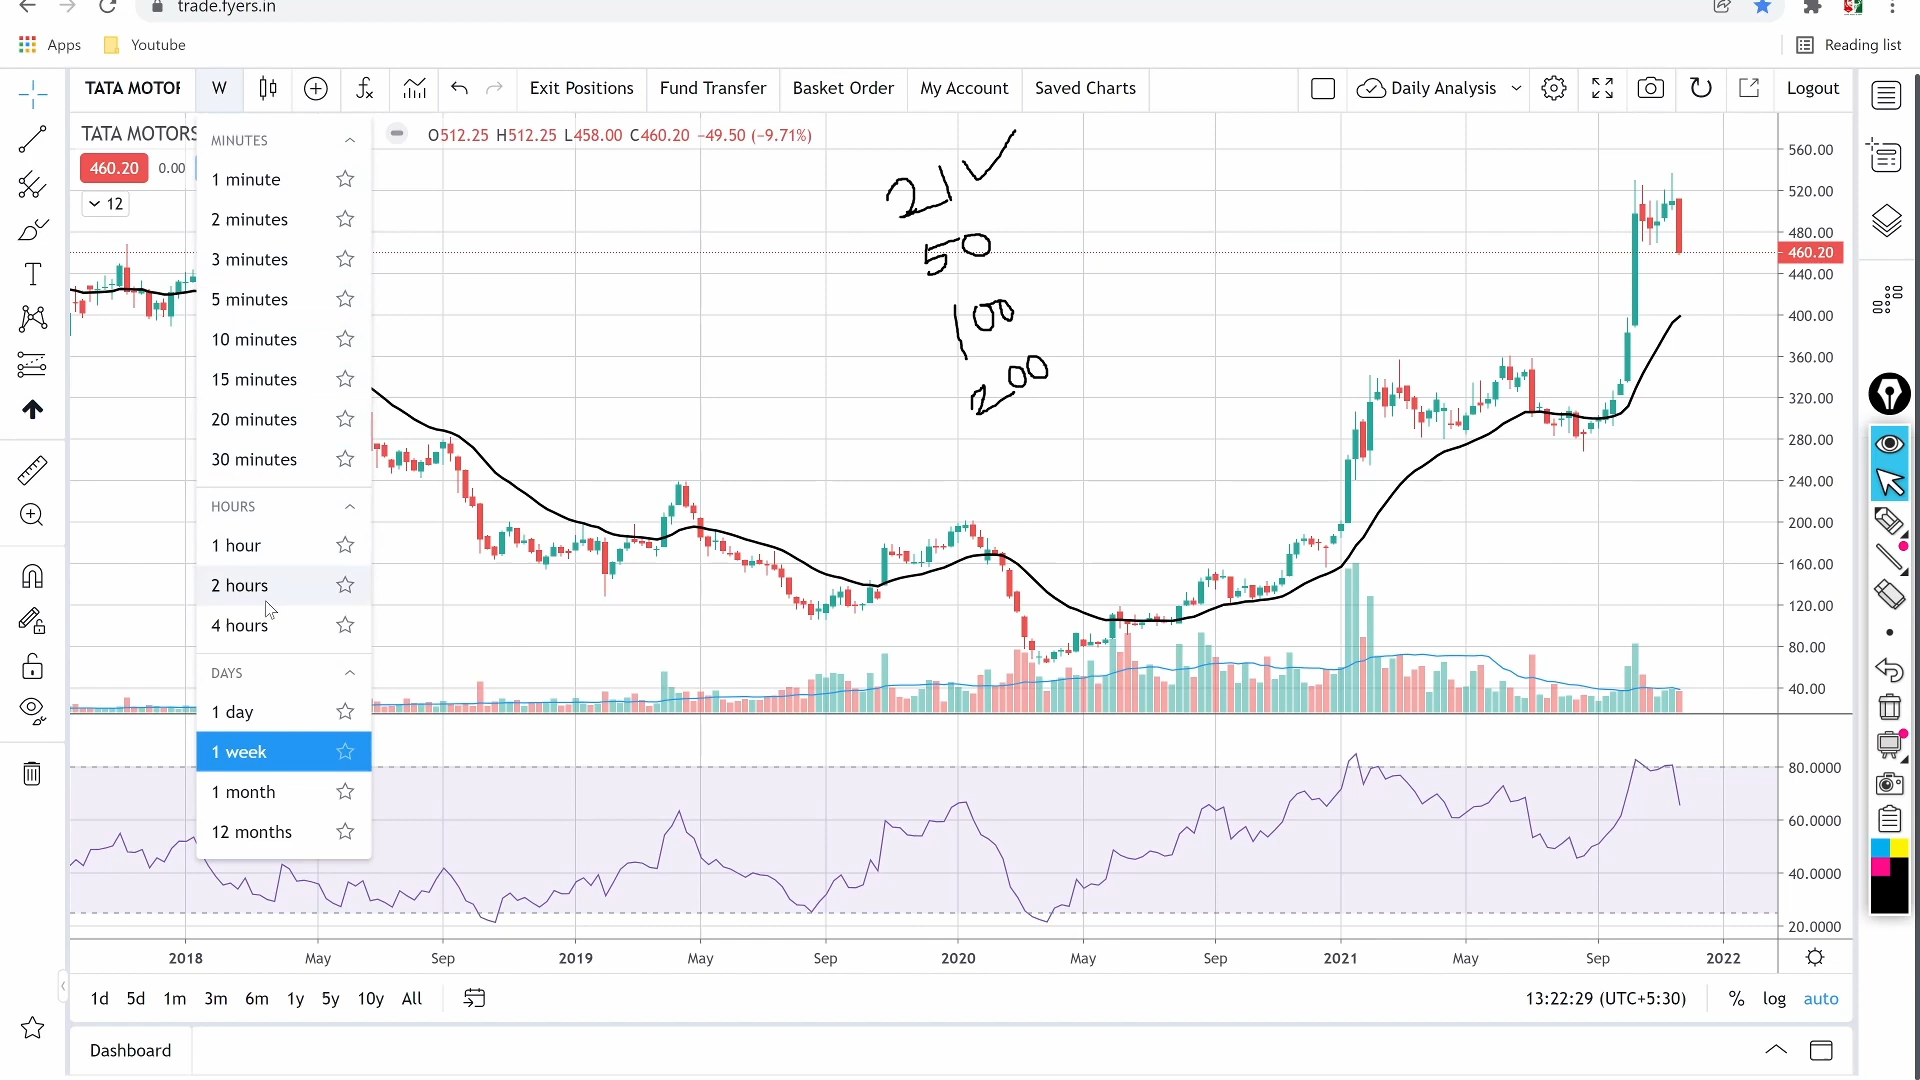 trade.fyers.in
Apps Youtube Reading list
TATA MOTOR W Exit Positions Fund Transfer Basket Order My Account Saved Charts Daily Analysis Logout
TATA MOTORS O512.25 H512.25 L458.00 C460.20 −49.50 (−9.71%)
460.20 0.00
12
MINUTES
1 minute
2 minutes
3 minutes
5 minutes
10 minutes
15 minutes
20 minutes
30 minutes
HOURS
1 hour
2 hours
4 hours
DAYS
1 day
1 week
1 month
12 months
21 ✓
50
100
200
560.00
520.00
480.00
460.20
440.00
400.00
360.00
320.00
280.00
240.00
200.00
160.00
120.00
80.00
40.00
80.0000
60.0000
40.0000
20.0000
2018 May Sep 2019 May Sep 2020 May Sep 2021 May Sep 2022
1d 5d 1m 3m 6m 1y 5y 10y All 13:22:29 (UTC+5:30) % log auto
Dashboard